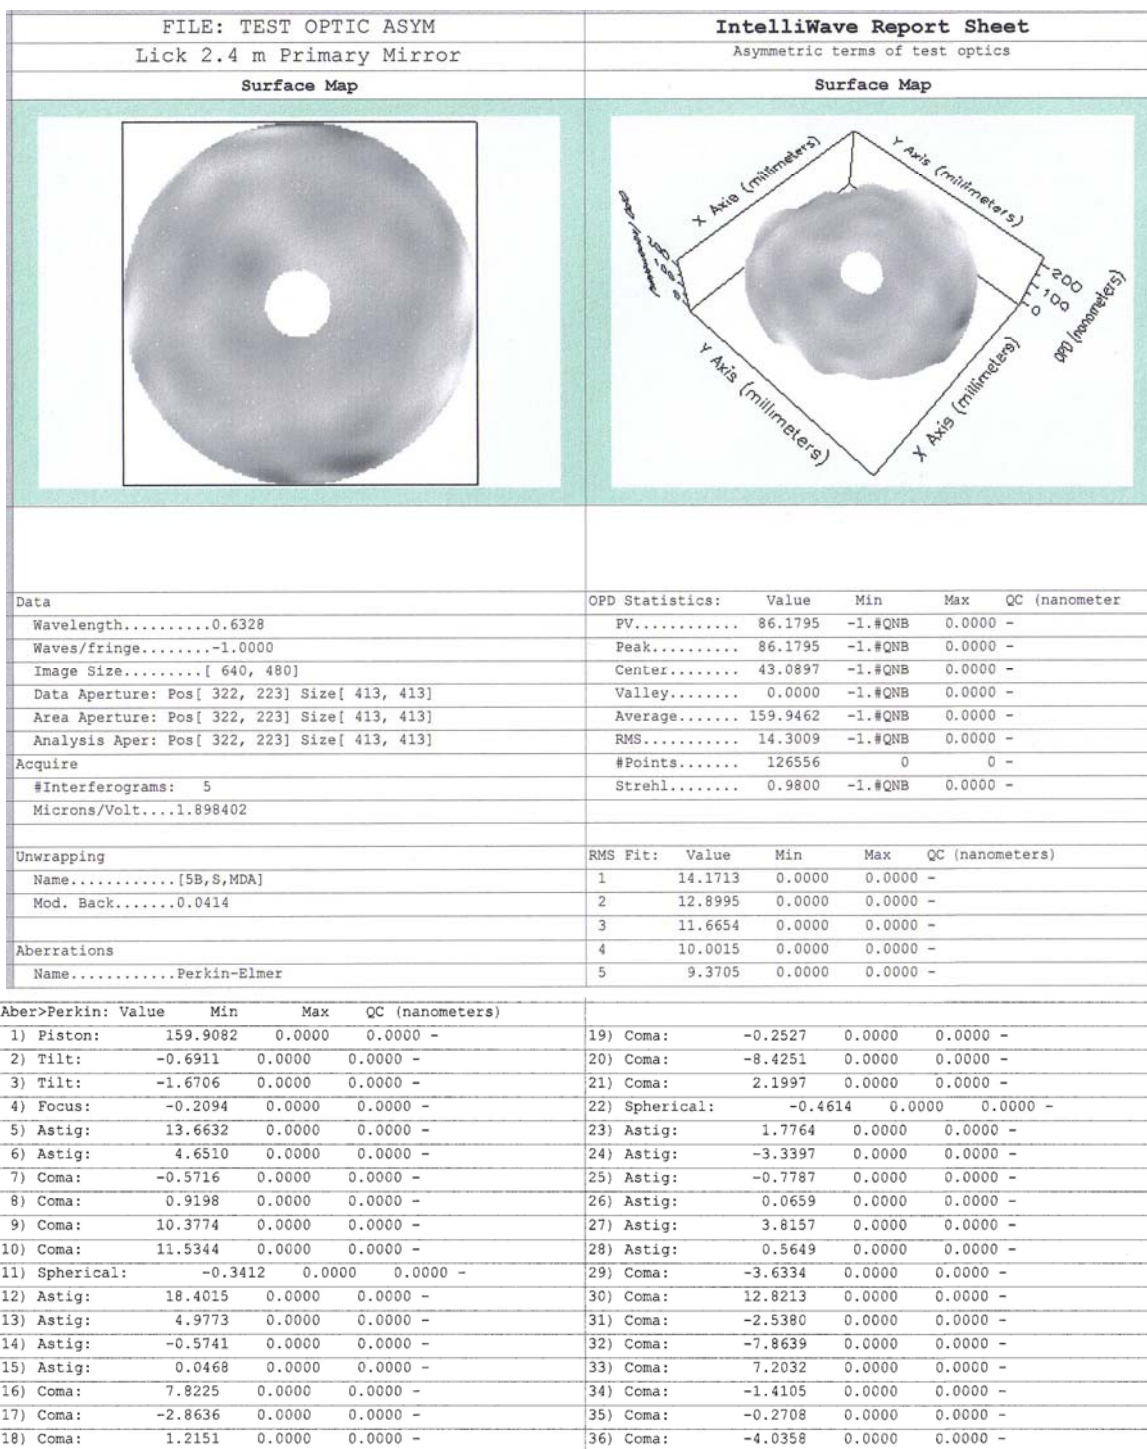 FILE: TEST OPTIC ASYM
Lick 2.4 m Primary Mirror
Surface Map
IntelliWave Report Sheet
Asymmetric terms of test optics
Surface Map
X Axis (millimeters)
Y Axis (millimeters)
200
100
0
200
100
0
OPD (nanometers)
Y Axis (millimeters)
X Axis (millimeters)
Data
Wavelength..........0.6328
Waves/fringe........-1.0000
Image Size.........[ 640, 480]
Data Aperture: Pos[ 322, 223] Size[ 413, 413]
Area Aperture: Pos[ 322, 223] Size[ 413, 413]
Analysis Aper: Pos[ 322, 223] Size[ 413, 413]
Acquire
#Interferograms: 5
Microns/Volt....1.898402
Unwrapping
Name............[5B,S,MDA]
Mod. Back.......0.0414
Aberrations
Name............Perkin-Elmer
OPD Statistics: Value Min Max QC (nanometer
PV............ 86.1795 -1.#QNB 0.0000 -
Peak.......... 86.1795 -1.#QNB 0.0000 -
Center........ 43.0897 -1.#QNB 0.0000 -
Valley........ 0.0000 -1.#QNB 0.0000 -
Average....... 159.9462 -1.#QNB 0.0000 -
RMS........... 14.3009 -1.#QNB 0.0000 -
#Points....... 126556 0 0 -
Strehl........ 0.9800 -1.#QNB 0.0000 -
RMS Fit: Value Min Max QC (nanometers)
1 14.1713 0.0000 0.0000 -
2 12.8995 0.0000 0.0000 -
3 11.6654 0.0000 0.0000 -
4 10.0015 0.0000 0.0000 -
5 9.3705 0.0000 0.0000 -
Aber>Perkin: Value Min Max QC (nanometers)
1) Piston: 159.9082 0.0000 0.0000 -
2) Tilt: -0.6911 0.0000 0.0000 -
3) Tilt: -1.6706 0.0000 0.0000 -
4) Focus: -0.2094 0.0000 0.0000 -
5) Astig: 13.6632 0.0000 0.0000 -
6) Astig: 4.6510 0.0000 0.0000 -
7) Coma: -0.5716 0.0000 0.0000 -
8) Coma: 0.9198 0.0000 0.0000 -
9) Coma: 10.3774 0.0000 0.0000 -
10) Coma: 11.5344 0.0000 0.0000 -
11) Spherical: -0.3412 0.0000 0.0000 -
12) Astig: 18.4015 0.0000 0.0000 -
13) Astig: 4.9773 0.0000 0.0000 -
14) Astig: -0.5741 0.0000 0.0000 -
15) Astig: 0.0468 0.0000 0.0000 -
16) Coma: 7.8225 0.0000 0.0000 -
17) Coma: -2.8636 0.0000 0.0000 -
18) Coma: 1.2151 0.0000 0.0000 -
19) Coma: -0.2527 0.0000 0.0000 -
20) Coma: -8.4251 0.0000 0.0000 -
21) Coma: 2.1997 0.0000 0.0000 -
22) Spherical: -0.4614 0.0000 0.0000 -
23) Astig: 1.7764 0.0000 0.0000 -
24) Astig: -3.3397 0.0000 0.0000 -
25) Astig: -0.7787 0.0000 0.0000 -
26) Astig: 0.0659 0.0000 0.0000 -
27) Astig: 3.8157 0.0000 0.0000 -
28) Astig: 0.5649 0.0000 0.0000 -
29) Coma: -3.6334 0.0000 0.0000 -
30) Coma: 12.8213 0.0000 0.0000 -
31) Coma: -2.5380 0.0000 0.0000 -
32) Coma: -7.8639 0.0000 0.0000 -
33) Coma: 7.2032 0.0000 0.0000 -
34) Coma: -1.4105 0.0000 0.0000 -
35) Coma: -0.2708 0.0000 0.0000 -
36) Coma: -4.0358 0.0000 0.0000 -